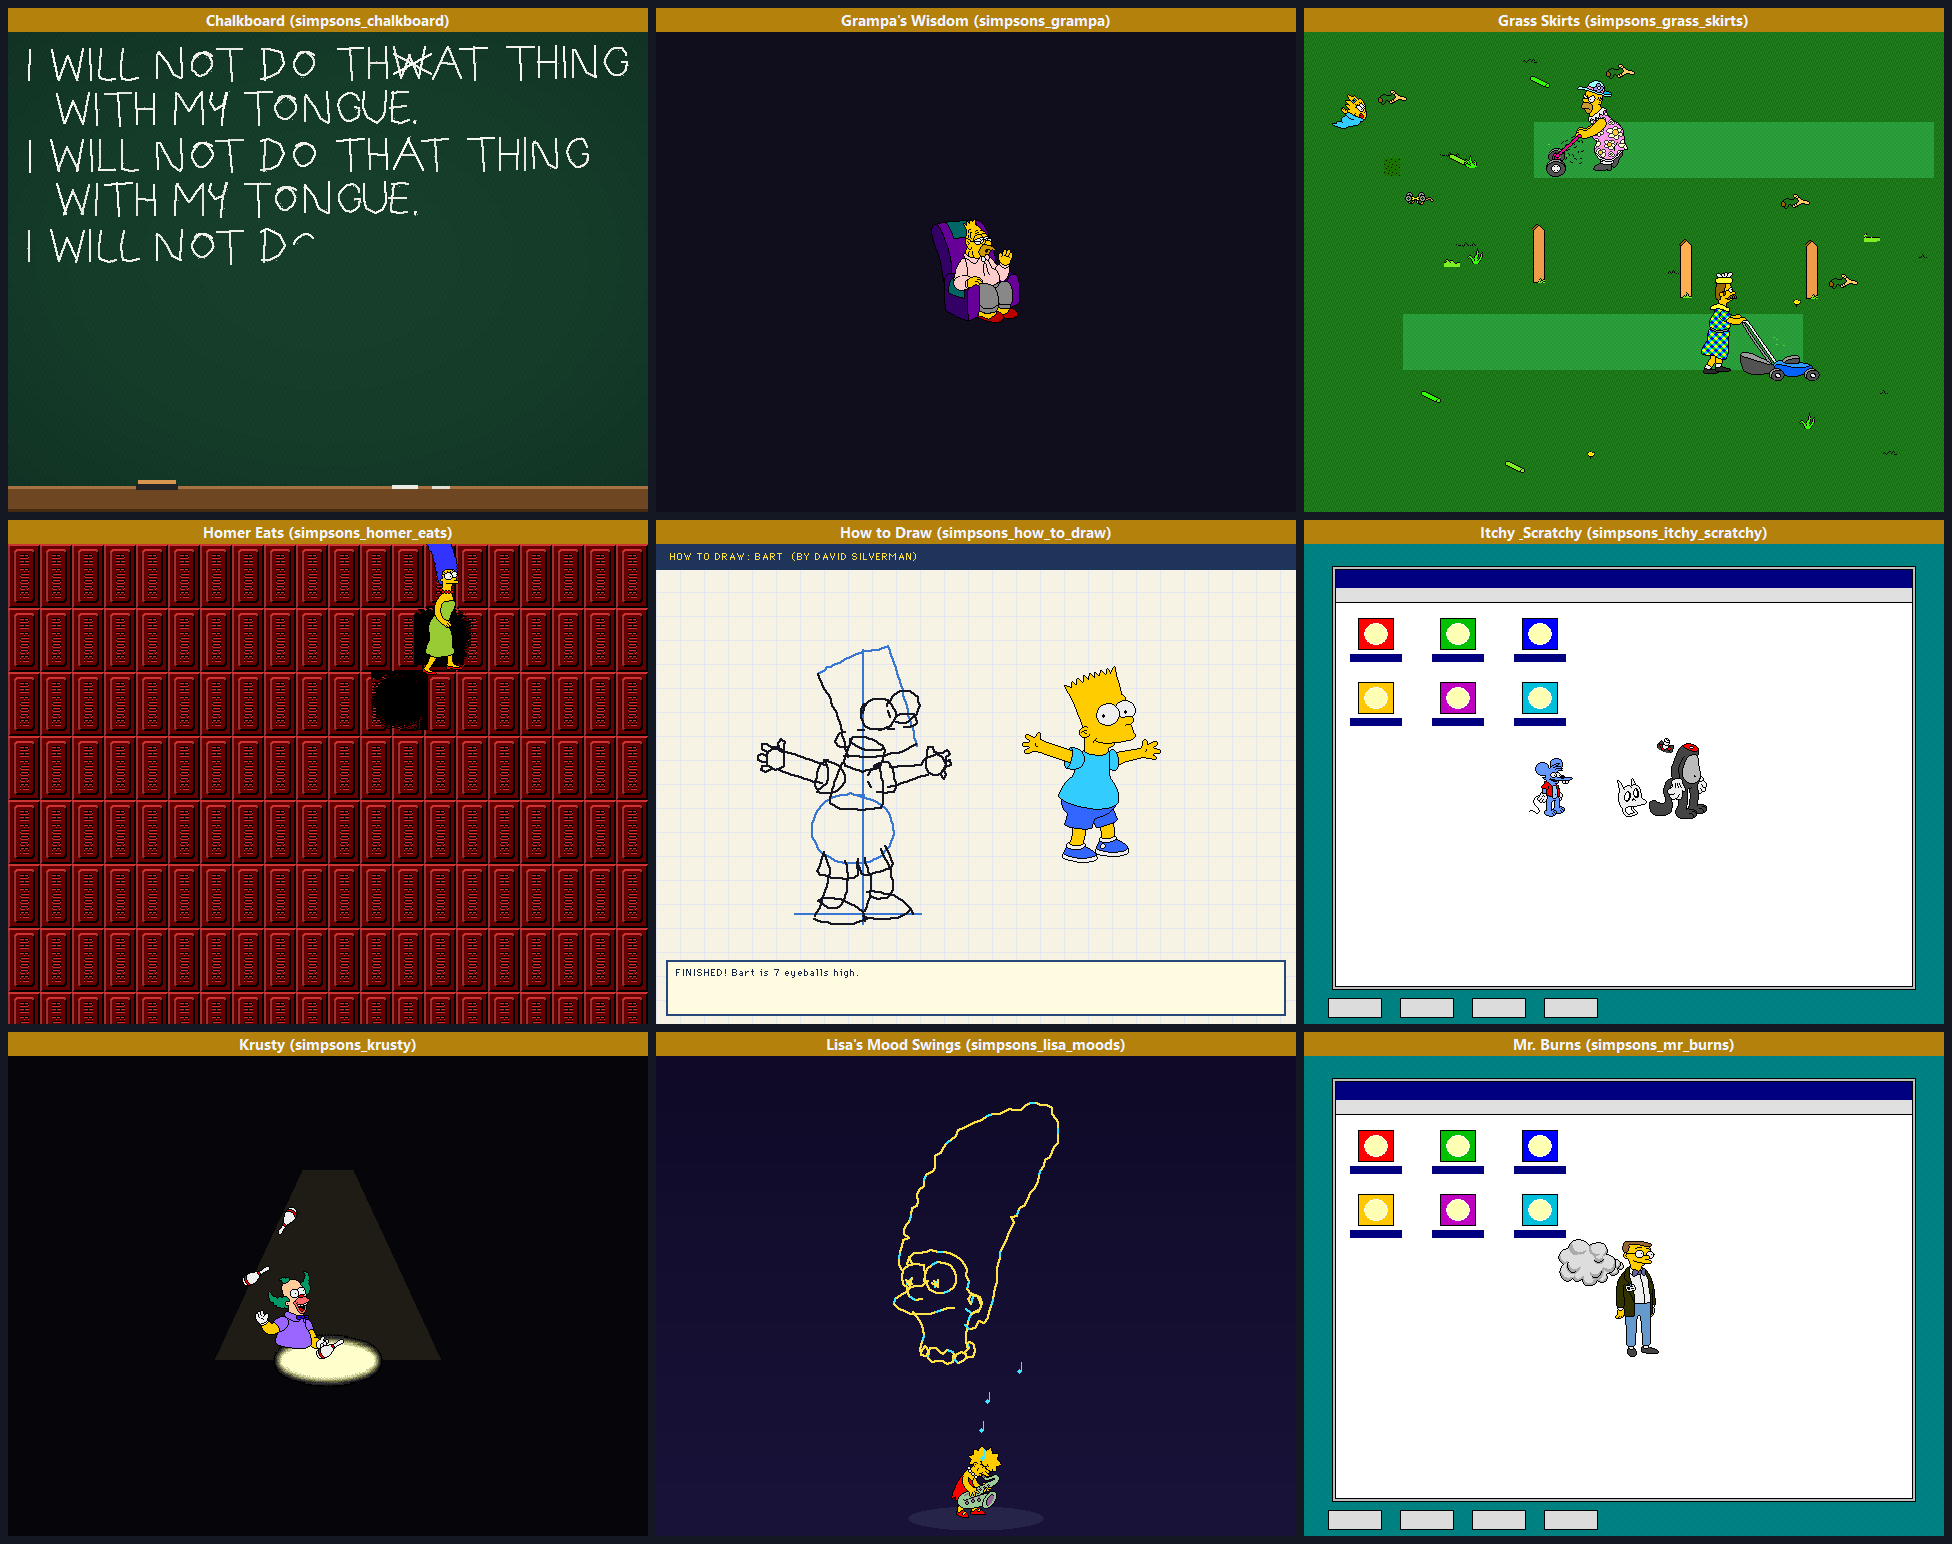 Chalkboard (simpsons_chalkboard)
I WILL NOT DO THWAT THING
WITH MY TONGUE.
I WILL NOT DO THAT THING
WITH MY TONGUE.
I WILL NOT D
Grampa's Wisdom (simpsons_grampa)
Grass Skirts (simpsons_grass_skirts)
Homer Eats (simpsons_homer_eats)
How to Draw (simpsons_how_to_draw)
HOW TO DRAW: BART (BY DAVID SILVERMAN)
FINISHED! Bart is 7 eyeballs high.
Itchy_Scratchy (simpsons_itchy_scratchy)
Krusty (simpsons_krusty)
Lisa's Mood Swings (simpsons_lisa_moods)
Mr. Burns (simpsons_mr_burns)